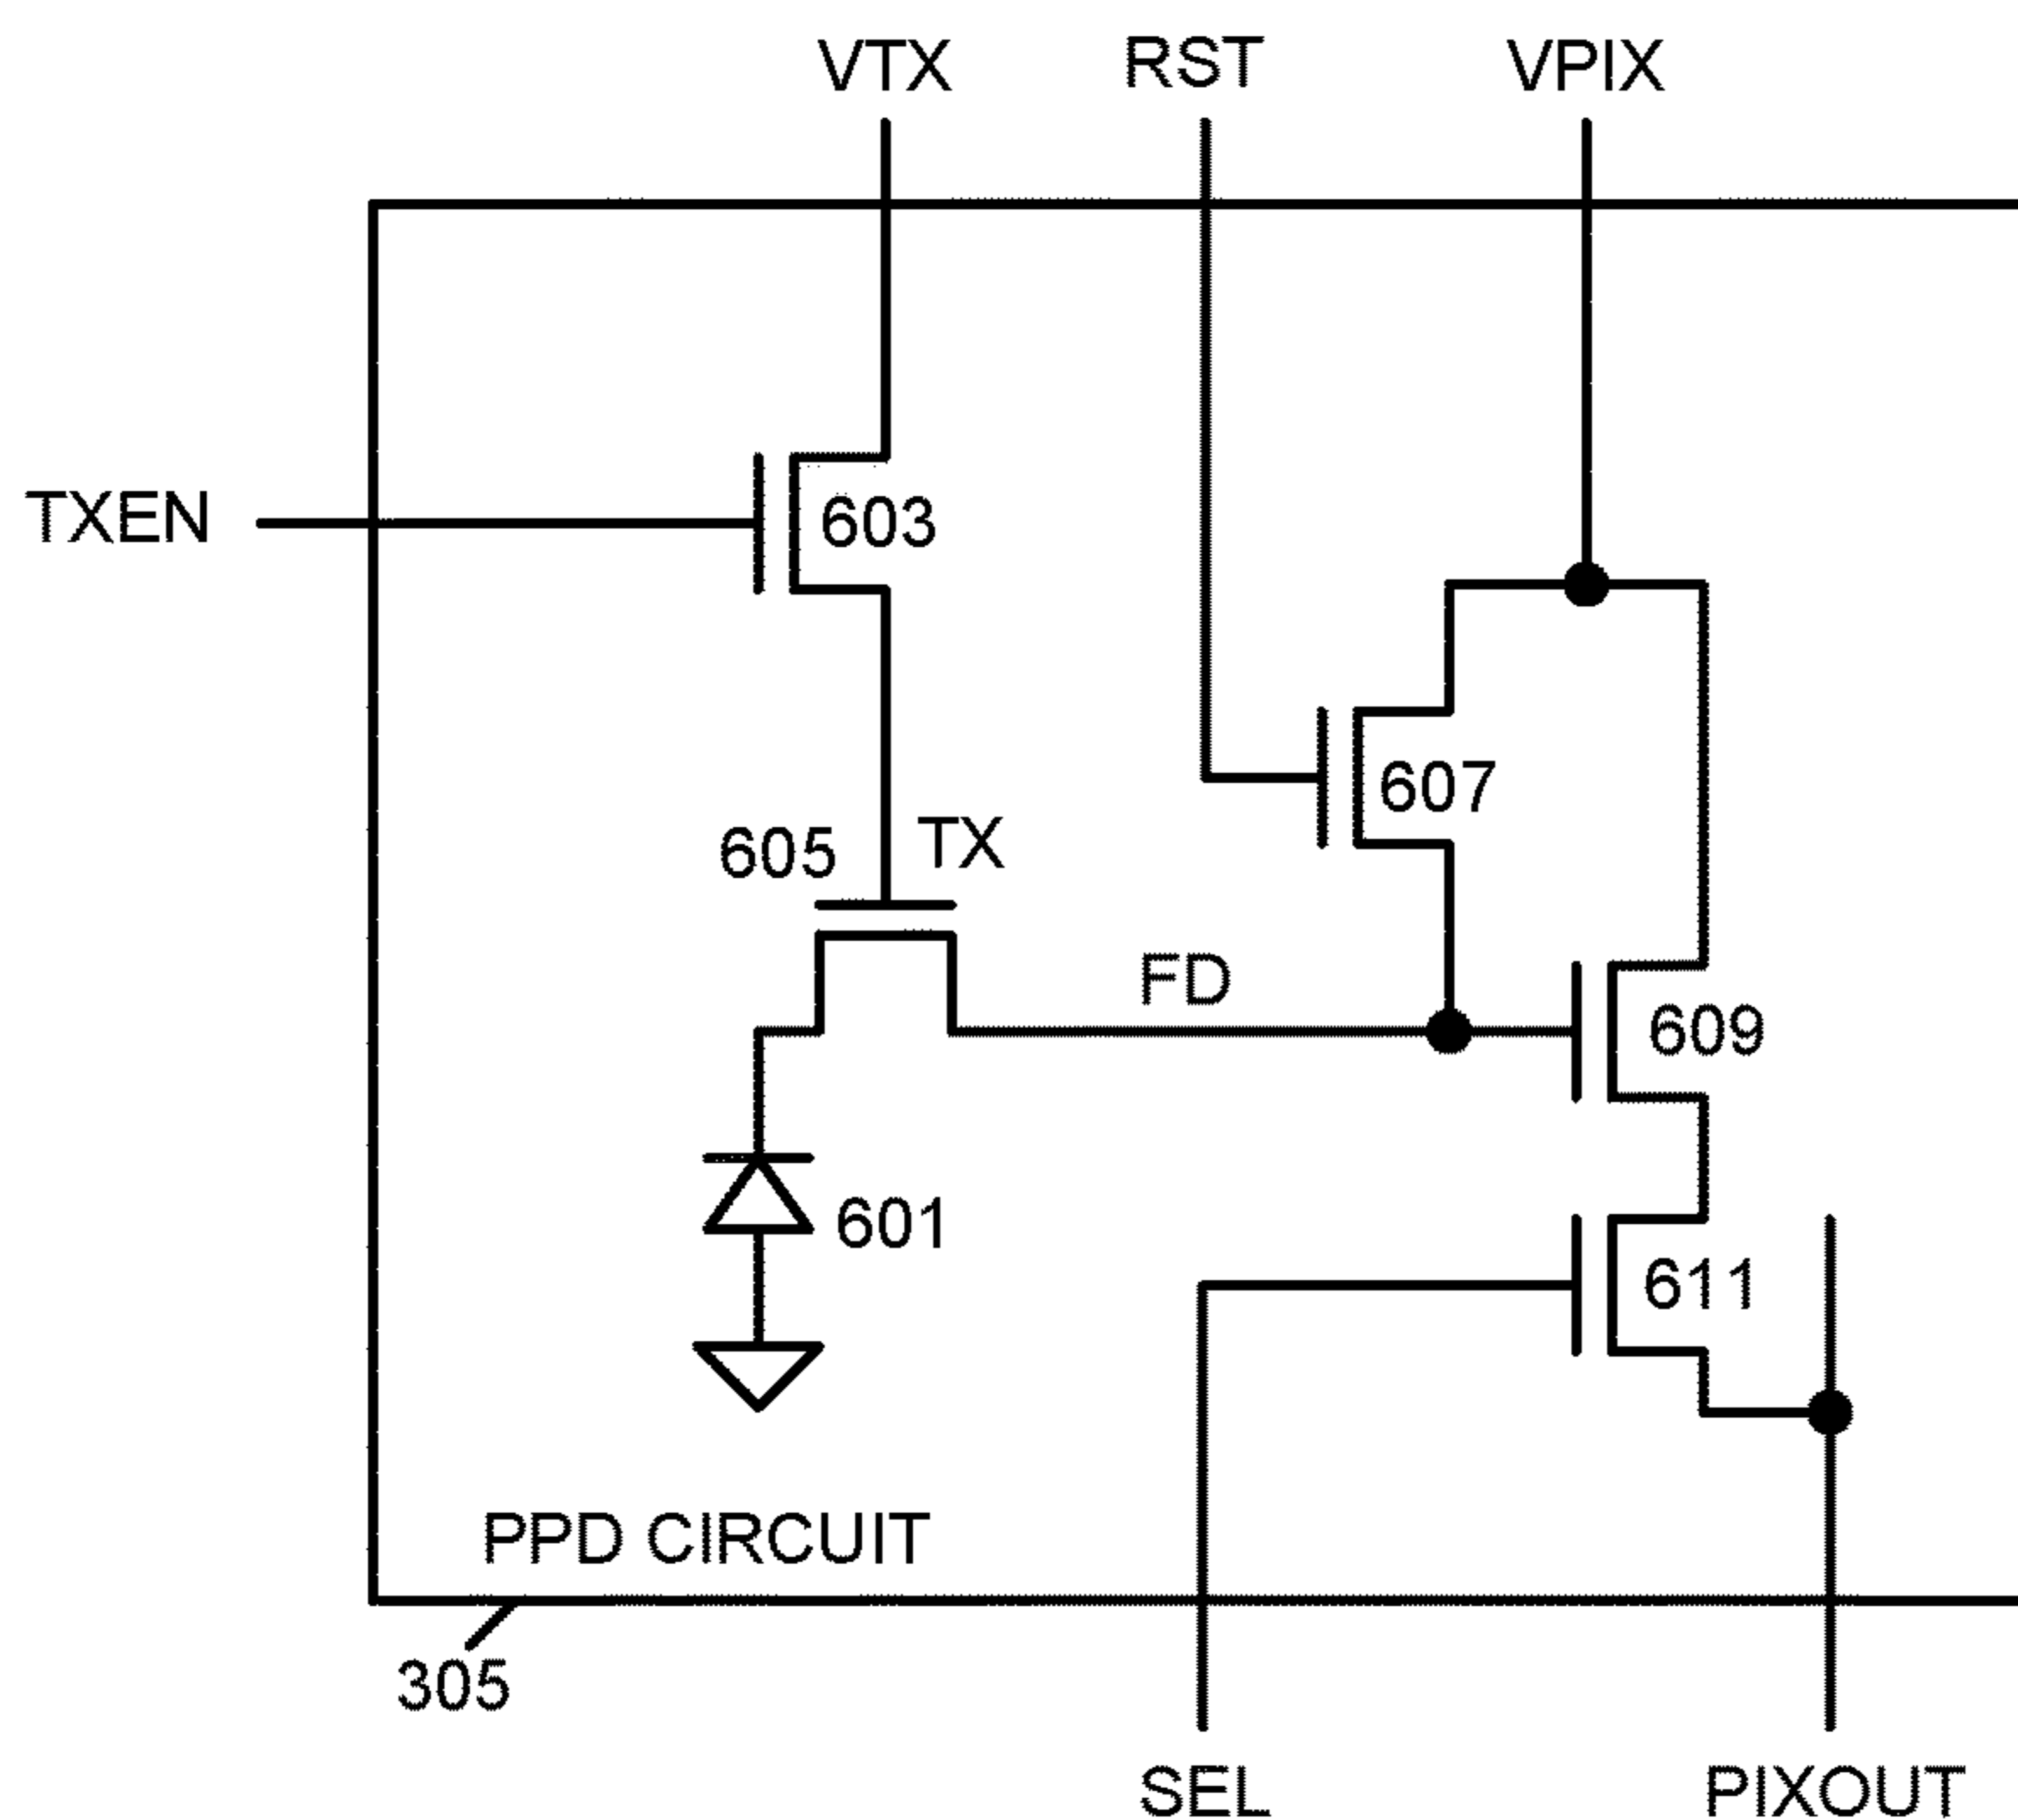 VTX
RST
VPIX
TXEN
603
607
605
TX
FD
609
601
611
PPD CIRCUIT
305
SEL
PIXOUT